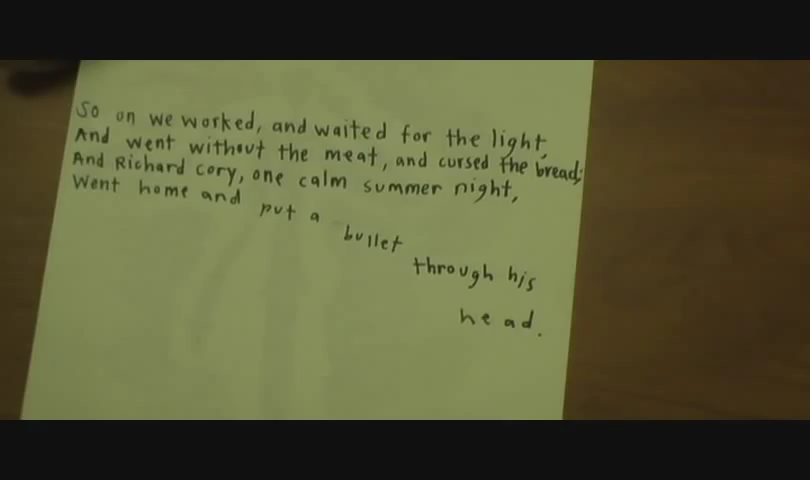 So on we worked, and waited for the light,
And went without the meat, and cursed the bread;
And Richard cory, one calm summer night,
Went home and put a bullet through his head.